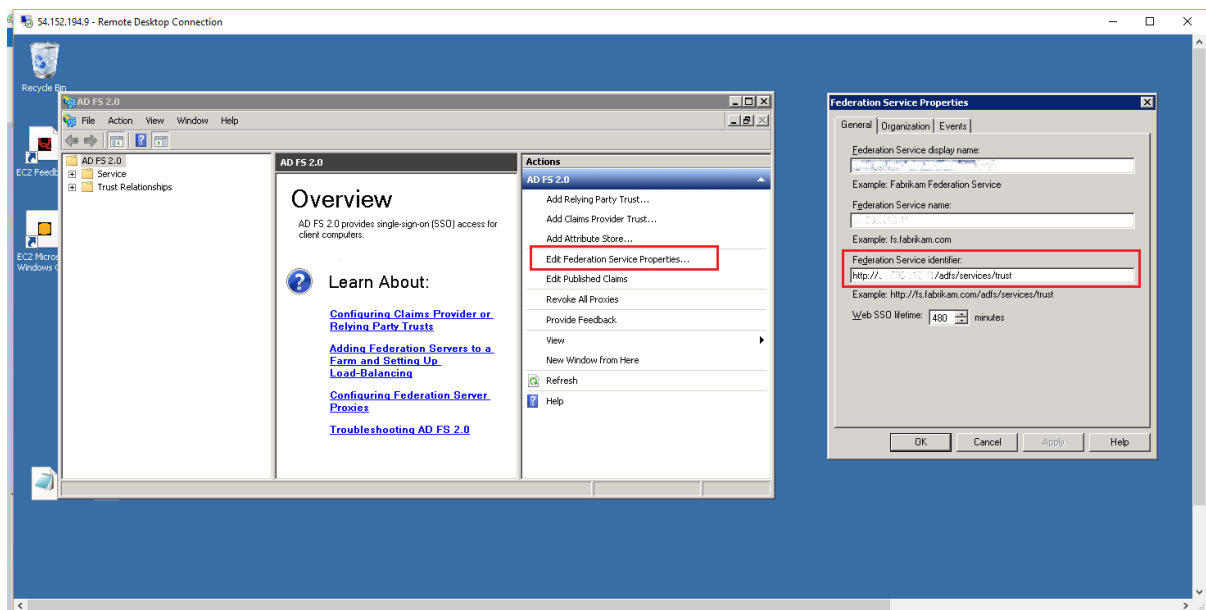 54.152.194.9 - Remote Desktop Connection
Recycle Bin
EC2 Feedb
EC2 Micros
Windows
AD FS 2.0
File Action View Window Help
AD FS 2.0
Service
Trust Relationships
AD FS 2.0
Overview
AD FS 2.0 provides single-sign-on (SSO) access for
client computers.
Learn About:
Configuring Claims Provider or
Relying Party Trusts
Adding Federation Servers to a
Farm and Setting Up
Load-Balancing
Configuring Federation Server
Proxies
Troubleshooting AD FS 2.0
Actions
AD FS 2.0
Add Relying Party Trust...
Add Claims Provider Trust...
Add Attribute Store...
Edit Federation Service Properties...
Edit Published Claims
Revoke All Proxies
Provide Feedback
View
New Window from Here
Refresh
Help
Federation Service Properties
General Organization Events
Federation Service display name:
Example: Fabrikam Federation Service
Federation Service name:
Example: fs.fabrikam.com
Federation Service identifier:
http:// /adfs/services/trust
Example: http://fs.fabrikam.com/adfs/services/trust
Web SSO lifetime: 480 minutes
OK Cancel Apply Help